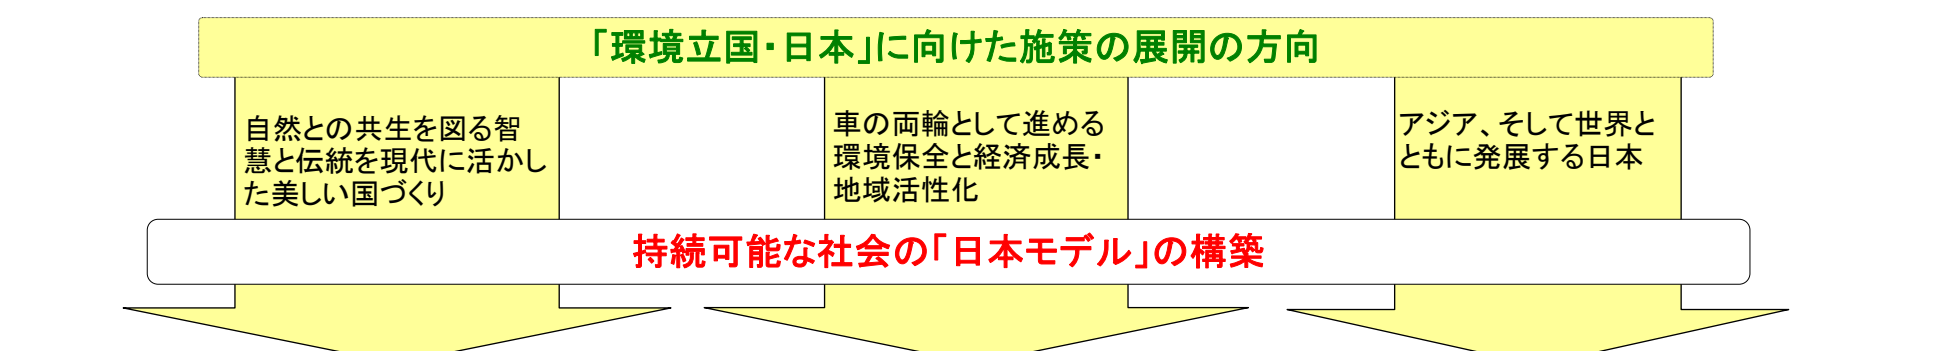 「環境立国・日本」に向けた施策の展開の方向
自然との共生を図る智
慧と伝統を現代に活かし
た美しい国づくり
車の両輪として進める
環境保全と経済成長・
地域活性化
アジア、そして世界と
ともに発展する日本
持続可能な社会の「日本モデル」の構築